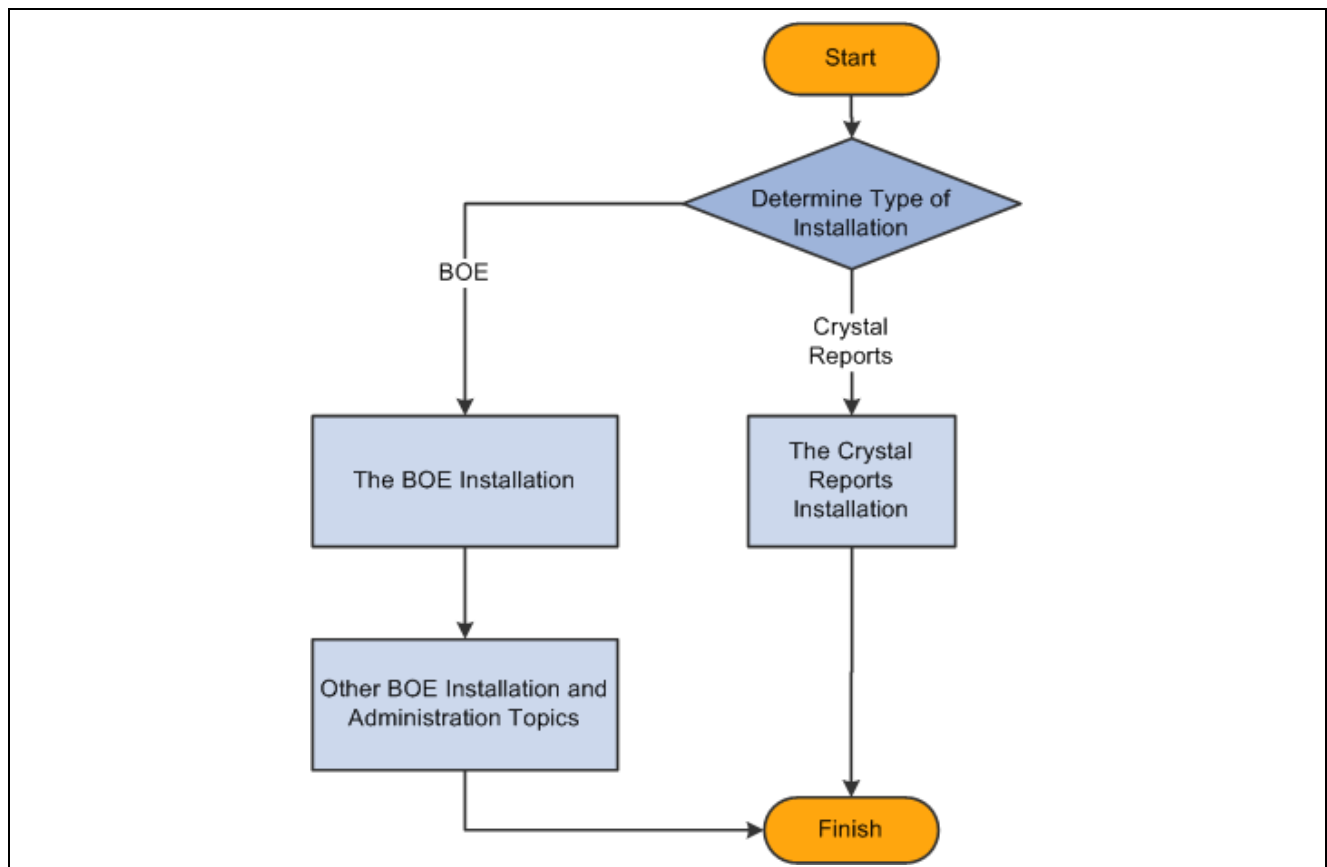 Start
Determine Type of
Installation
BOE
Crystal
Reports
The BOE Installation
The Crystal
Reports
Installation
Other BOE Installation and
Administration Topics
Finish